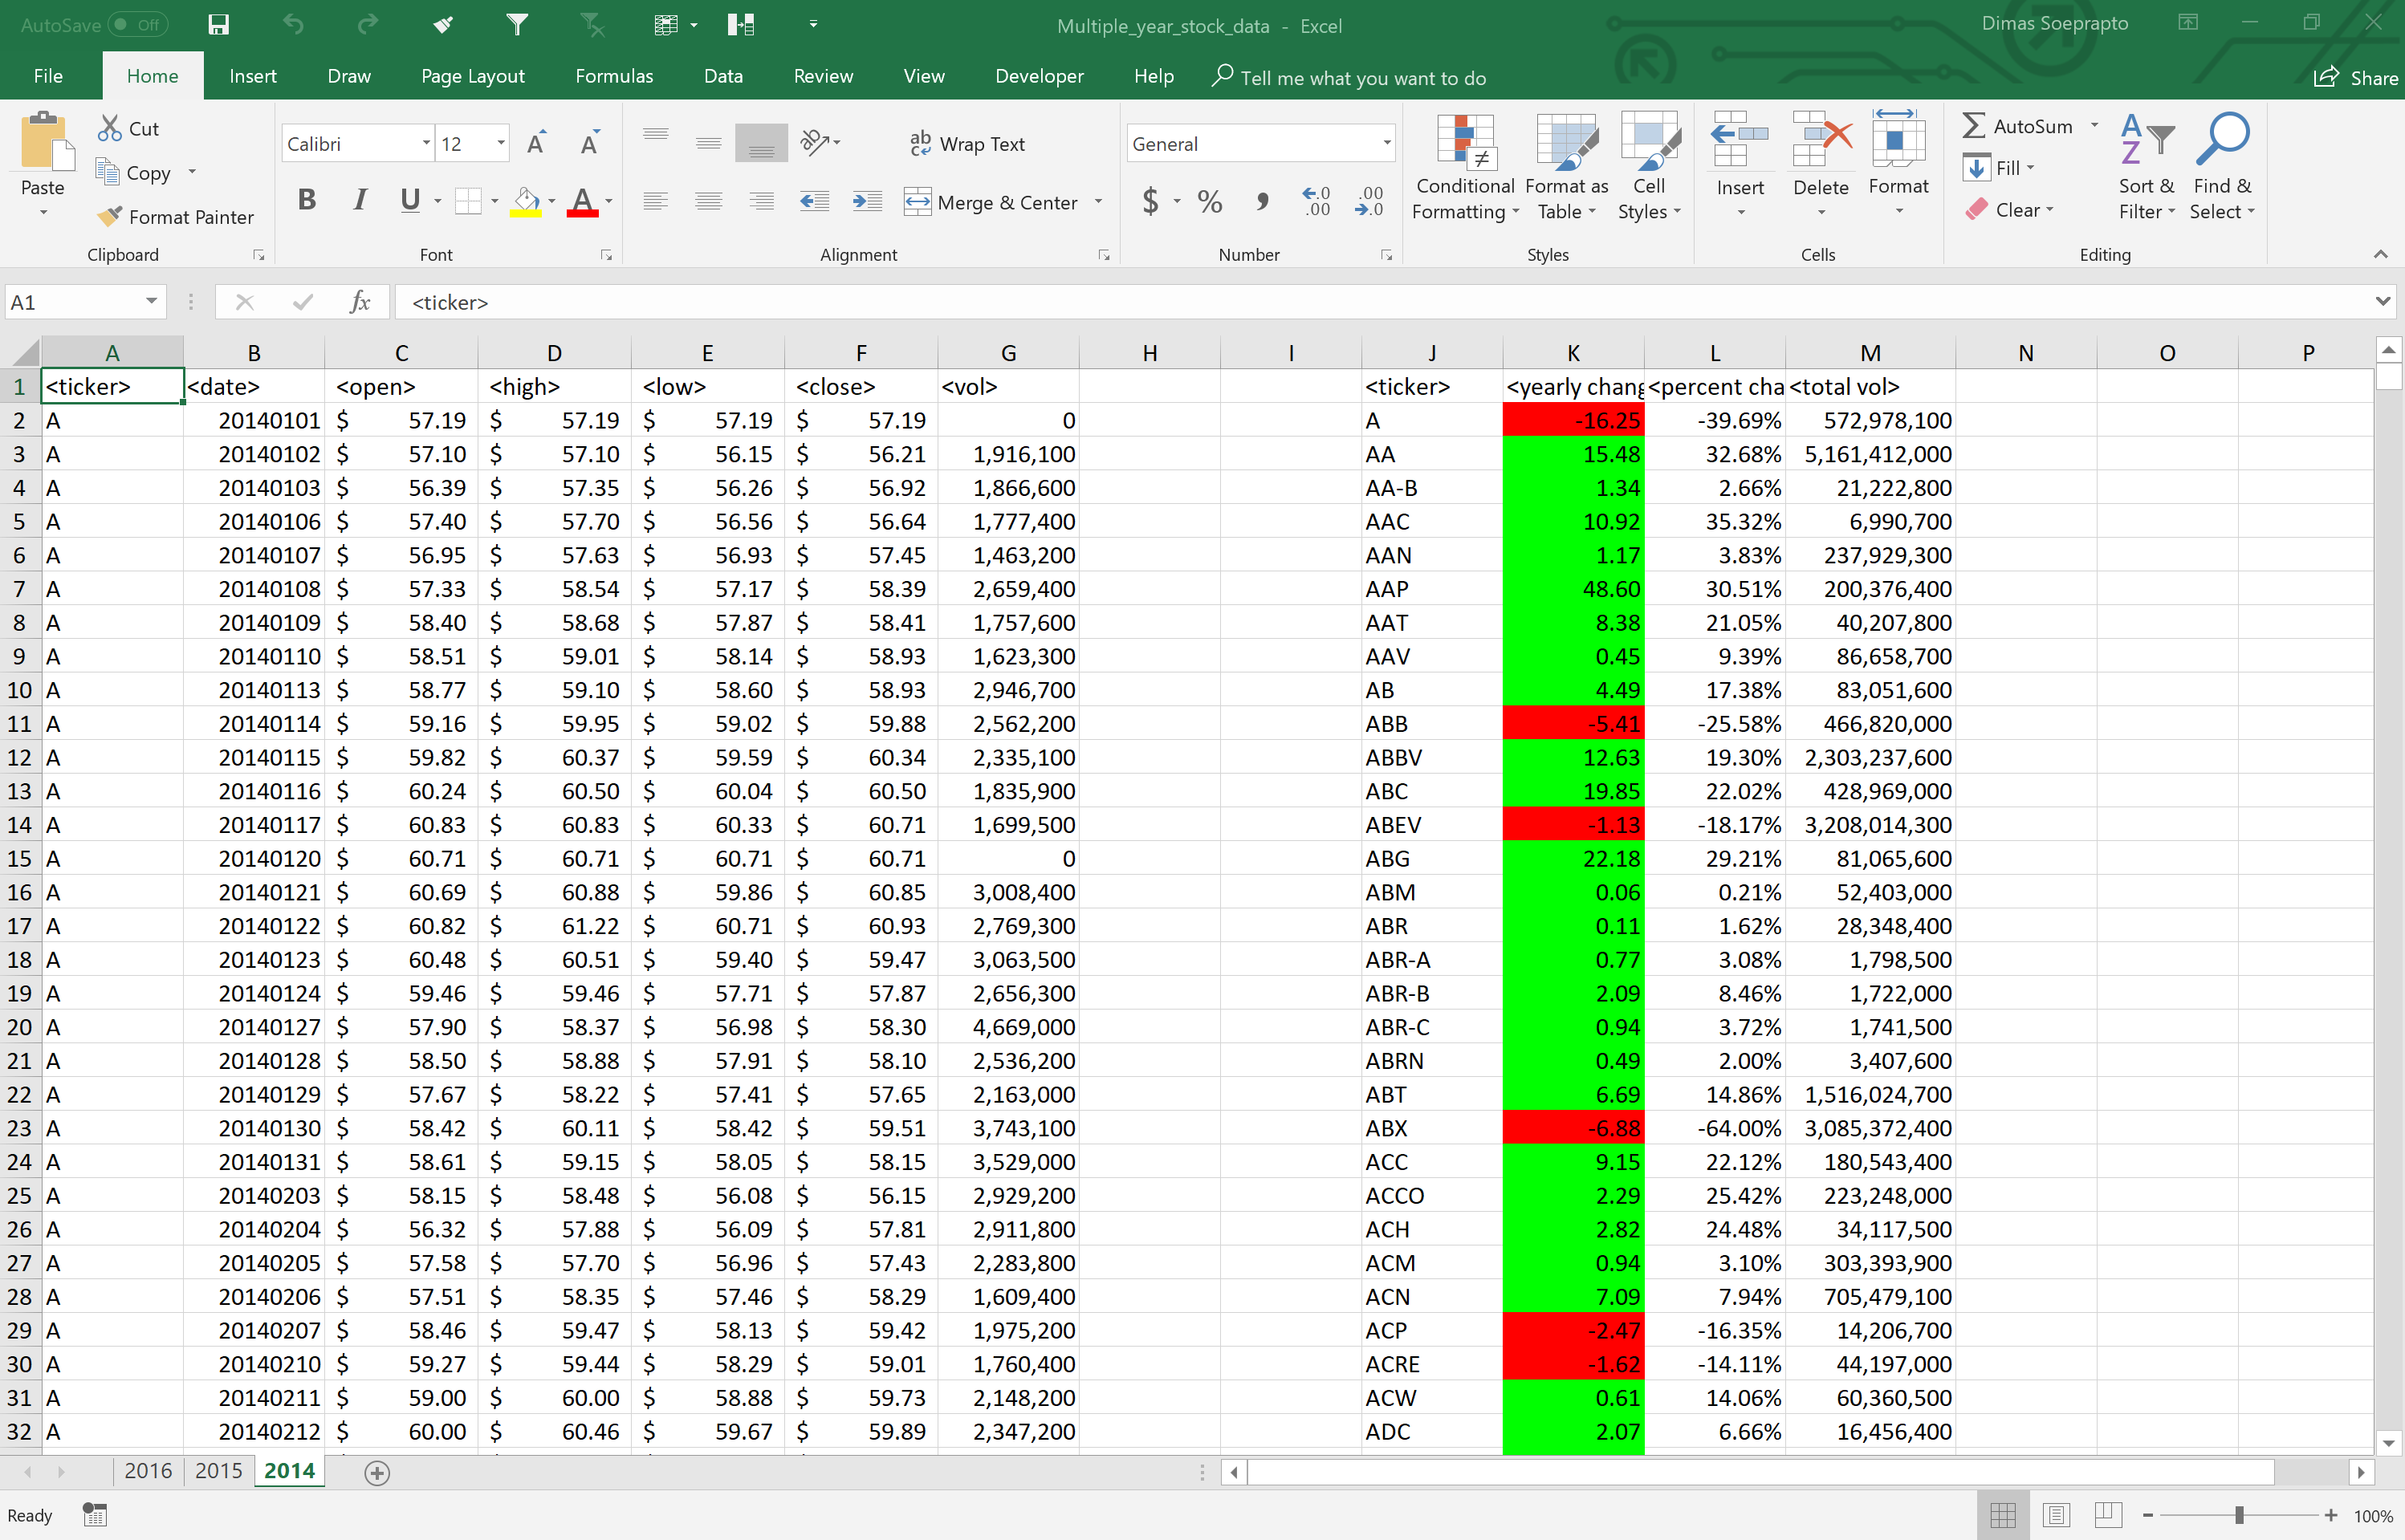 AutoSave Off Multiple_year_stock_data - Excel Dimas Soeprapto
File Home Insert Draw Page Layout Formulas Data Review View Developer Help Tell me what you want to do Share
Paste Cut Copy Format Painter Clipboard
Calibri 12 B I U A A A Font
ab Wrap Text Merge & Center Alignment
General $ % , .0 .00 .00 .0 Number
Conditional Formatting Format as Table Cell Styles Styles
Insert Delete Format Cells
AutoSum Fill Clear Sort & Filter Find & Select Editing
A1 fx <ticker>
A B C D E F G H I J K L M N O P
1 <ticker> <date> <open> <high> <low> <close> <vol> <ticker> <yearly chang <percent cha <total vol>
2 A 20140101 $ 57.19 $ 57.19 $ 57.19 $ 57.19 0 A -16.25 -39.69% 572,978,100
3 A 20140102 $ 57.10 $ 57.10 $ 56.15 $ 56.21 1,916,100 AA 15.48 32.68% 5,161,412,000
4 A 20140103 $ 56.39 $ 57.35 $ 56.26 $ 56.92 1,866,600 AA-B 1.34 2.66% 21,222,800
5 A 20140106 $ 57.40 $ 57.70 $ 56.56 $ 56.64 1,777,400 AAC 10.92 35.32% 6,990,700
6 A 20140107 $ 56.95 $ 57.63 $ 56.93 $ 57.45 1,463,200 AAN 1.17 3.83% 237,929,300
7 A 20140108 $ 57.33 $ 58.54 $ 57.17 $ 58.39 2,659,400 AAP 48.60 30.51% 200,376,400
8 A 20140109 $ 58.40 $ 58.68 $ 57.87 $ 58.41 1,757,600 AAT 8.38 21.05% 40,207,800
9 A 20140110 $ 58.51 $ 59.01 $ 58.14 $ 58.93 1,623,300 AAV 0.45 9.39% 86,658,700
10 A 20140113 $ 58.77 $ 59.10 $ 58.60 $ 58.93 2,946,700 AB 4.49 17.38% 83,051,600
11 A 20140114 $ 59.16 $ 59.95 $ 59.02 $ 59.88 2,562,200 ABB -5.41 -25.58% 466,820,000
12 A 20140115 $ 59.82 $ 60.37 $ 59.59 $ 60.34 2,335,100 ABBV 12.63 19.30% 2,303,237,600
13 A 20140116 $ 60.24 $ 60.50 $ 60.04 $ 60.50 1,835,900 ABC 19.85 22.02% 428,969,000
14 A 20140117 $ 60.83 $ 60.83 $ 60.33 $ 60.71 1,699,500 ABEV -1.13 -18.17% 3,208,014,300
15 A 20140120 $ 60.71 $ 60.71 $ 60.71 $ 60.71 0 ABG 22.18 29.21% 81,065,600
16 A 20140121 $ 60.69 $ 60.88 $ 59.86 $ 60.85 3,008,400 ABM 0.06 0.21% 52,403,000
17 A 20140122 $ 60.82 $ 61.22 $ 60.71 $ 60.93 2,769,300 ABR 0.11 1.62% 28,348,400
18 A 20140123 $ 60.48 $ 60.51 $ 59.40 $ 59.47 3,063,500 ABR-A 0.77 3.08% 1,798,500
19 A 20140124 $ 59.46 $ 59.46 $ 57.71 $ 57.87 2,656,300 ABR-B 2.09 8.46% 1,722,000
20 A 20140127 $ 57.90 $ 58.37 $ 56.98 $ 58.30 4,669,000 ABR-C 0.94 3.72% 1,741,500
21 A 20140128 $ 58.50 $ 58.88 $ 57.91 $ 58.10 2,536,200 ABRN 0.49 2.00% 3,407,600
22 A 20140129 $ 57.67 $ 58.22 $ 57.41 $ 57.65 2,163,000 ABT 6.69 14.86% 1,516,024,700
23 A 20140130 $ 58.42 $ 60.11 $ 58.42 $ 59.51 3,743,100 ABX -6.88 -64.00% 3,085,372,400
24 A 20140131 $ 58.61 $ 59.15 $ 58.05 $ 58.15 3,529,000 ACC 9.15 22.12% 180,543,400
25 A 20140203 $ 58.15 $ 58.48 $ 56.08 $ 56.15 2,929,200 ACCO 2.29 25.42% 223,248,000
26 A 20140204 $ 56.32 $ 57.88 $ 56.09 $ 57.81 2,911,800 ACH 2.82 24.48% 34,117,500
27 A 20140205 $ 57.58 $ 57.70 $ 56.96 $ 57.43 2,283,800 ACM 0.94 3.10% 303,393,900
28 A 20140206 $ 57.51 $ 58.35 $ 57.46 $ 58.29 1,609,400 ACN 7.09 7.94% 705,479,100
29 A 20140207 $ 58.46 $ 59.47 $ 58.13 $ 59.42 1,975,200 ACP -2.47 -16.35% 14,206,700
30 A 20140210 $ 59.27 $ 59.44 $ 58.29 $ 59.01 1,760,400 ACRE -1.62 -14.11% 44,197,000
31 A 20140211 $ 59.00 $ 60.00 $ 58.88 $ 59.73 2,148,200 ACW 0.61 14.06% 60,360,500
32 A 20140212 $ 60.00 $ 60.46 $ 59.67 $ 59.89 2,347,200 ADC 2.07 6.66% 16,456,400
2016 2015 2014
Ready 100%